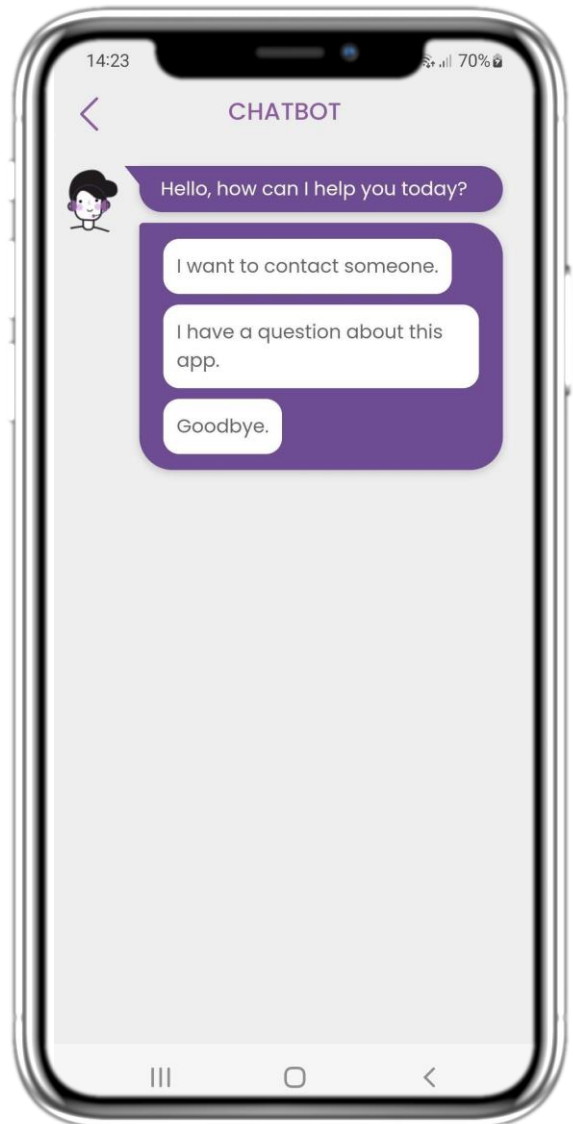 14:23
70%
CHATBOT
Hello, how can I help you today?
I want to contact someone.
I have a question about this
app.
Goodbye.